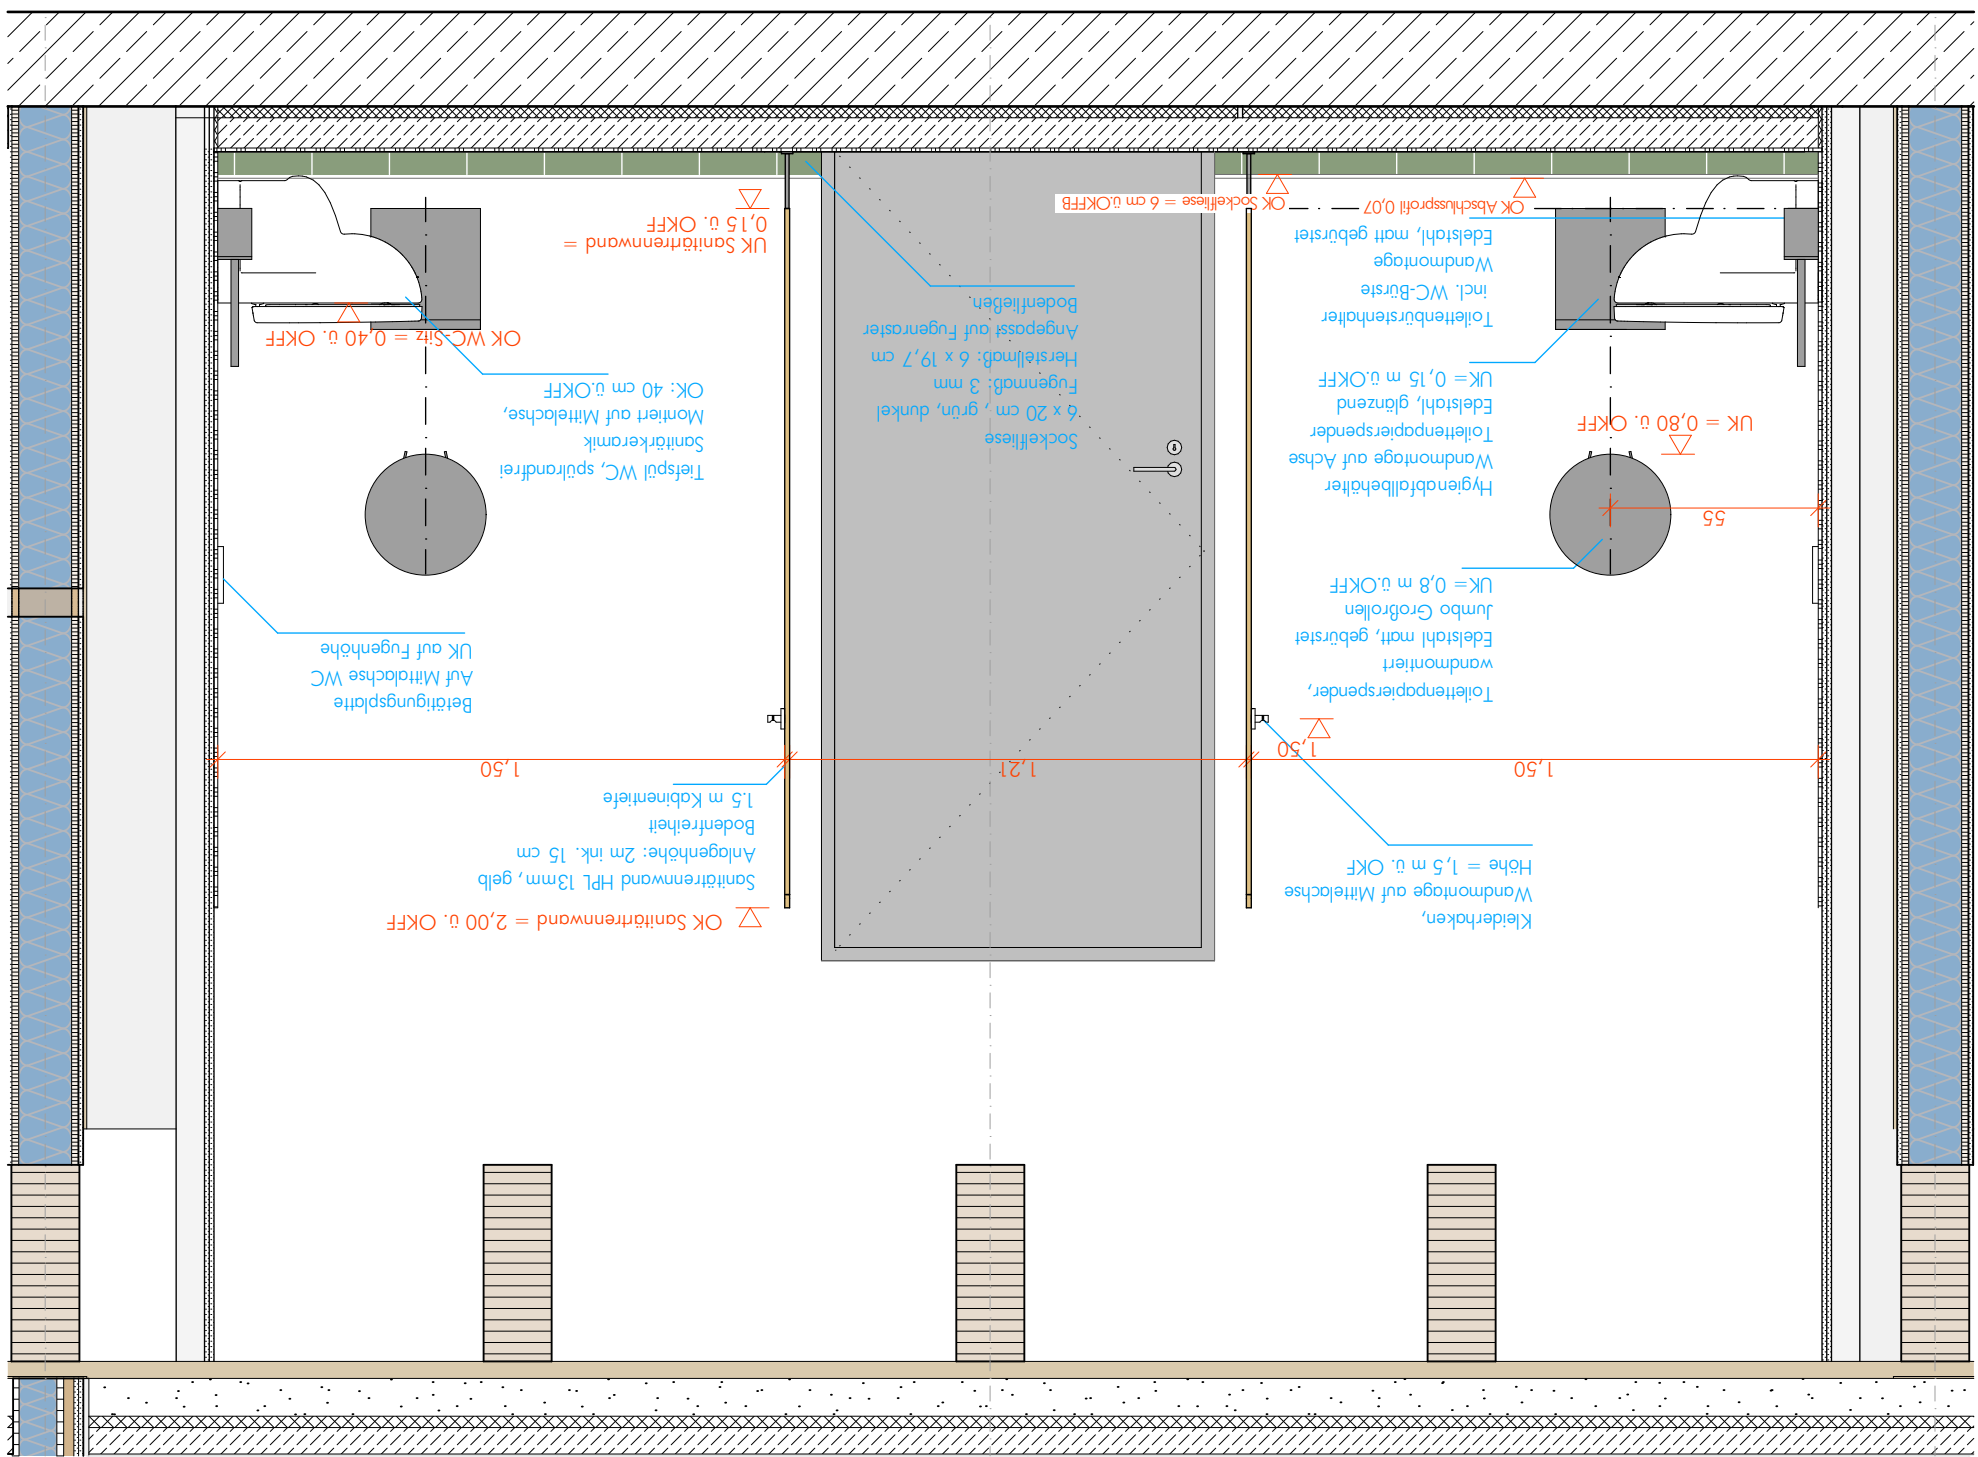 Kleiderhaken,
Wandmontage auf Mittelachse
Höhe = 1,5 m ü. OKF
OK Sanitärtrennwand = 2,00 ü. OKFF
Sanitärtrennwand HPL 13mm, gelb
Anlagenhöhe: 2m ink. 15 cm
Bodenfreiheit
1.5 m Kabinentiefe
1,50
1,50
1,21
1,50
Toilettenpapierspender,
wandmontiert
Edelstahl matt, gebürstet
Jumbo Großrollen
UK= 0,8 m ü.OKFF
Betätigungsplatte
Auf Mittalachse WC
UK auf Fugenhöhe
55
UK = 0,80 ü. OKFF
Hygienabfallbehälter
Wandmontage auf Achse
Toilettenpapierspender
Edelstahl, glänzend
UK= 0,15 m ü.OKFF
Sockelfliese
6 x 20 cm , grün, dunkel
Fugenmaß: 3 mm
Herstellmaß: 6 x 19,7 cm
Angepasst auf Fugenraster
Bodenfließen
Tiefspül WC, spülrandfrei
Sanitärkeramik
Montiert auf Mittelachse,
OK: 40 cm ü.OKFF
OK WC-Sitz = 0,40 ü. OKFF
Toilettenbürstenhalter
incl. WC-Bürste
Wandmontage
Edelstahl, matt gebürstet
OK Abschlussprofil 0,07
OK Sockelfliese = 6 cm ü.OKFFB
UK Sanitärtrennwand =
0,15 ü. OKFF